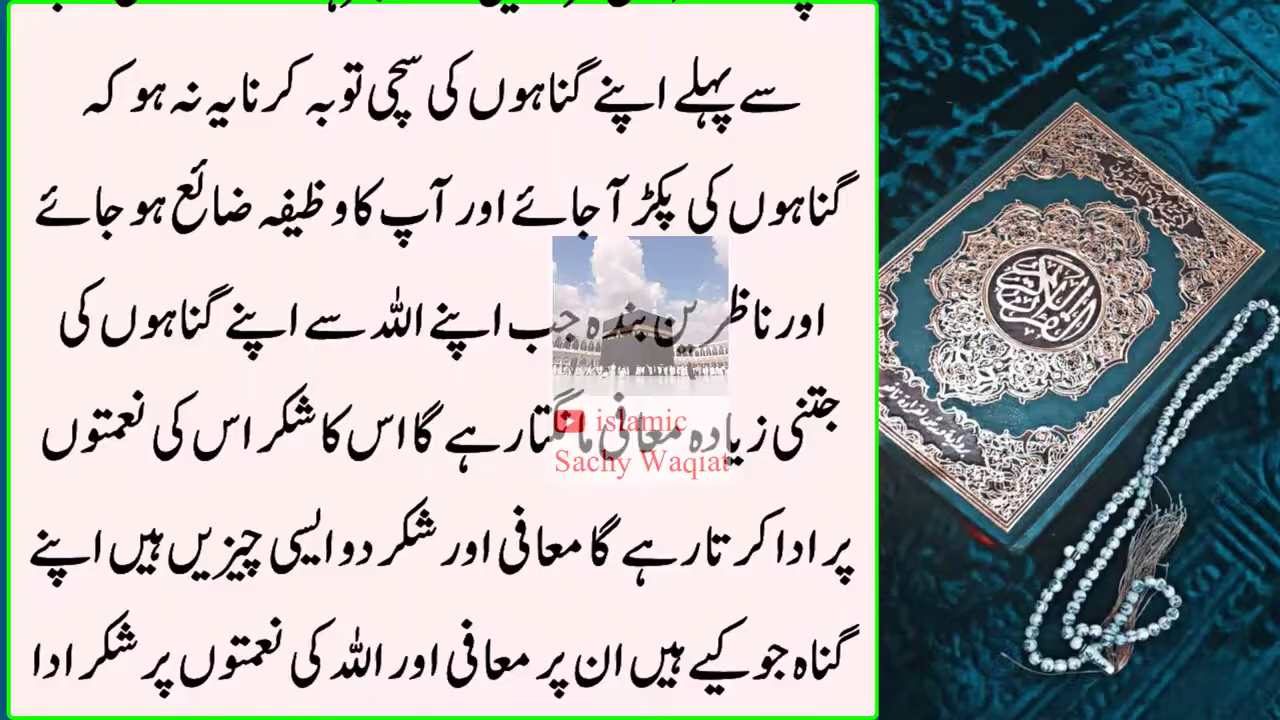 سے پہلے اپنے گناہوں کی سچی توبہ کرنا یہ نہ ہو کہ
گناہوں کی پکڑ آ جائے اور آپ کا وظیفہ ضائع ہو جائے
اور ناظرین بندہ جب اپنے اللہ سے اپنے گناہوں کی
جتنی زیادہ معافی مانگتا رہے گا اس کا شکر اس کی نعمتوں
پر ادا کرتا رہے گا معافی اور شکر دو ایسی چیزیں ہیں اپنے
گناہ جو کیے ہیں ان پر معافی اور اللہ کی نعمتوں پر شکر ادا
islamic
Sachy Waqiat
القرآن الكريم